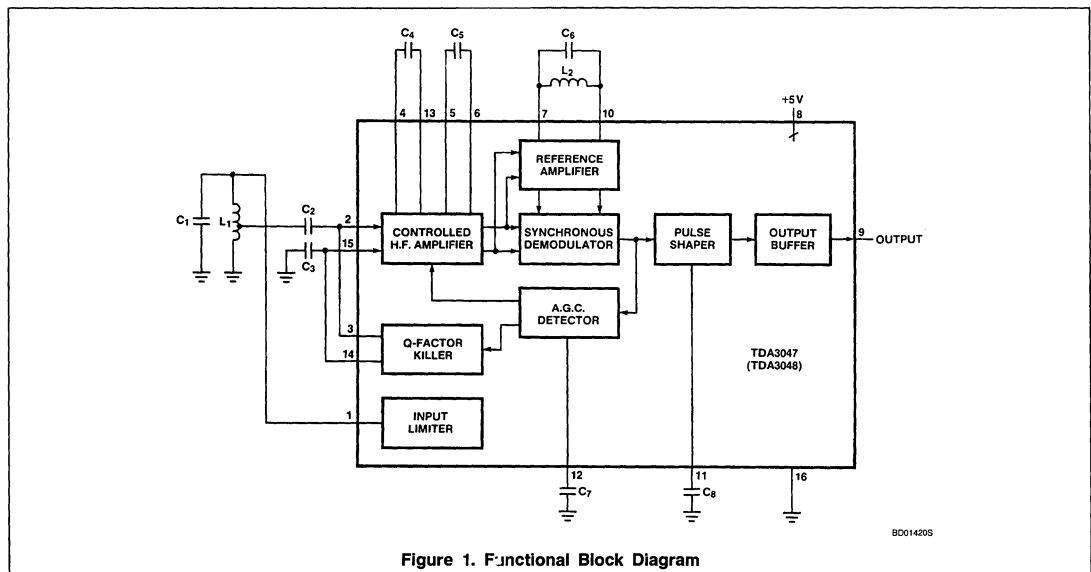 C4
C5
C6
L2
+5V
4
13
5
6
7
10
8
REFERENCE
AMPLIFIER
C1
L1
C2
2
CONTROLLED
H.F. AMPLIFIER
SYNCHRONOUS
DEMODULATOR
PULSE
SHAPER
OUTPUT
BUFFER
9
OUTPUT
15
C3
A.G.C.
DETECTOR
3
Q-FACTOR
KILLER
14
TDA3047
(TDA3048)
1
INPUT
LIMITER
12
11
16
C7
C8
BD01420S
Figure 1. Functional Block Diagram